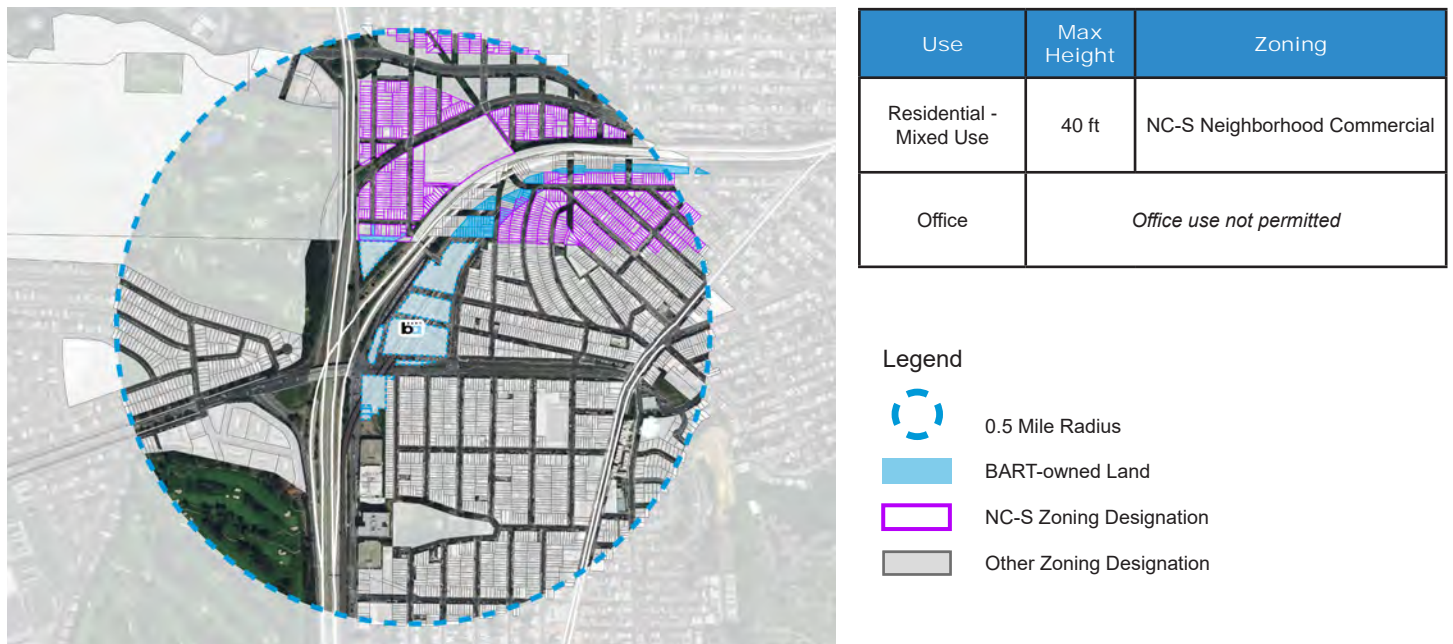 Use
Max
Height
Zoning
Residential -
Mixed Use
40 ft
NC-S Neighborhood Commercial
Office
Office use not permitted
Legend
0.5 Mile Radius
BART-owned Land
NC-S Zoning Designation
Other Zoning Designation
ba